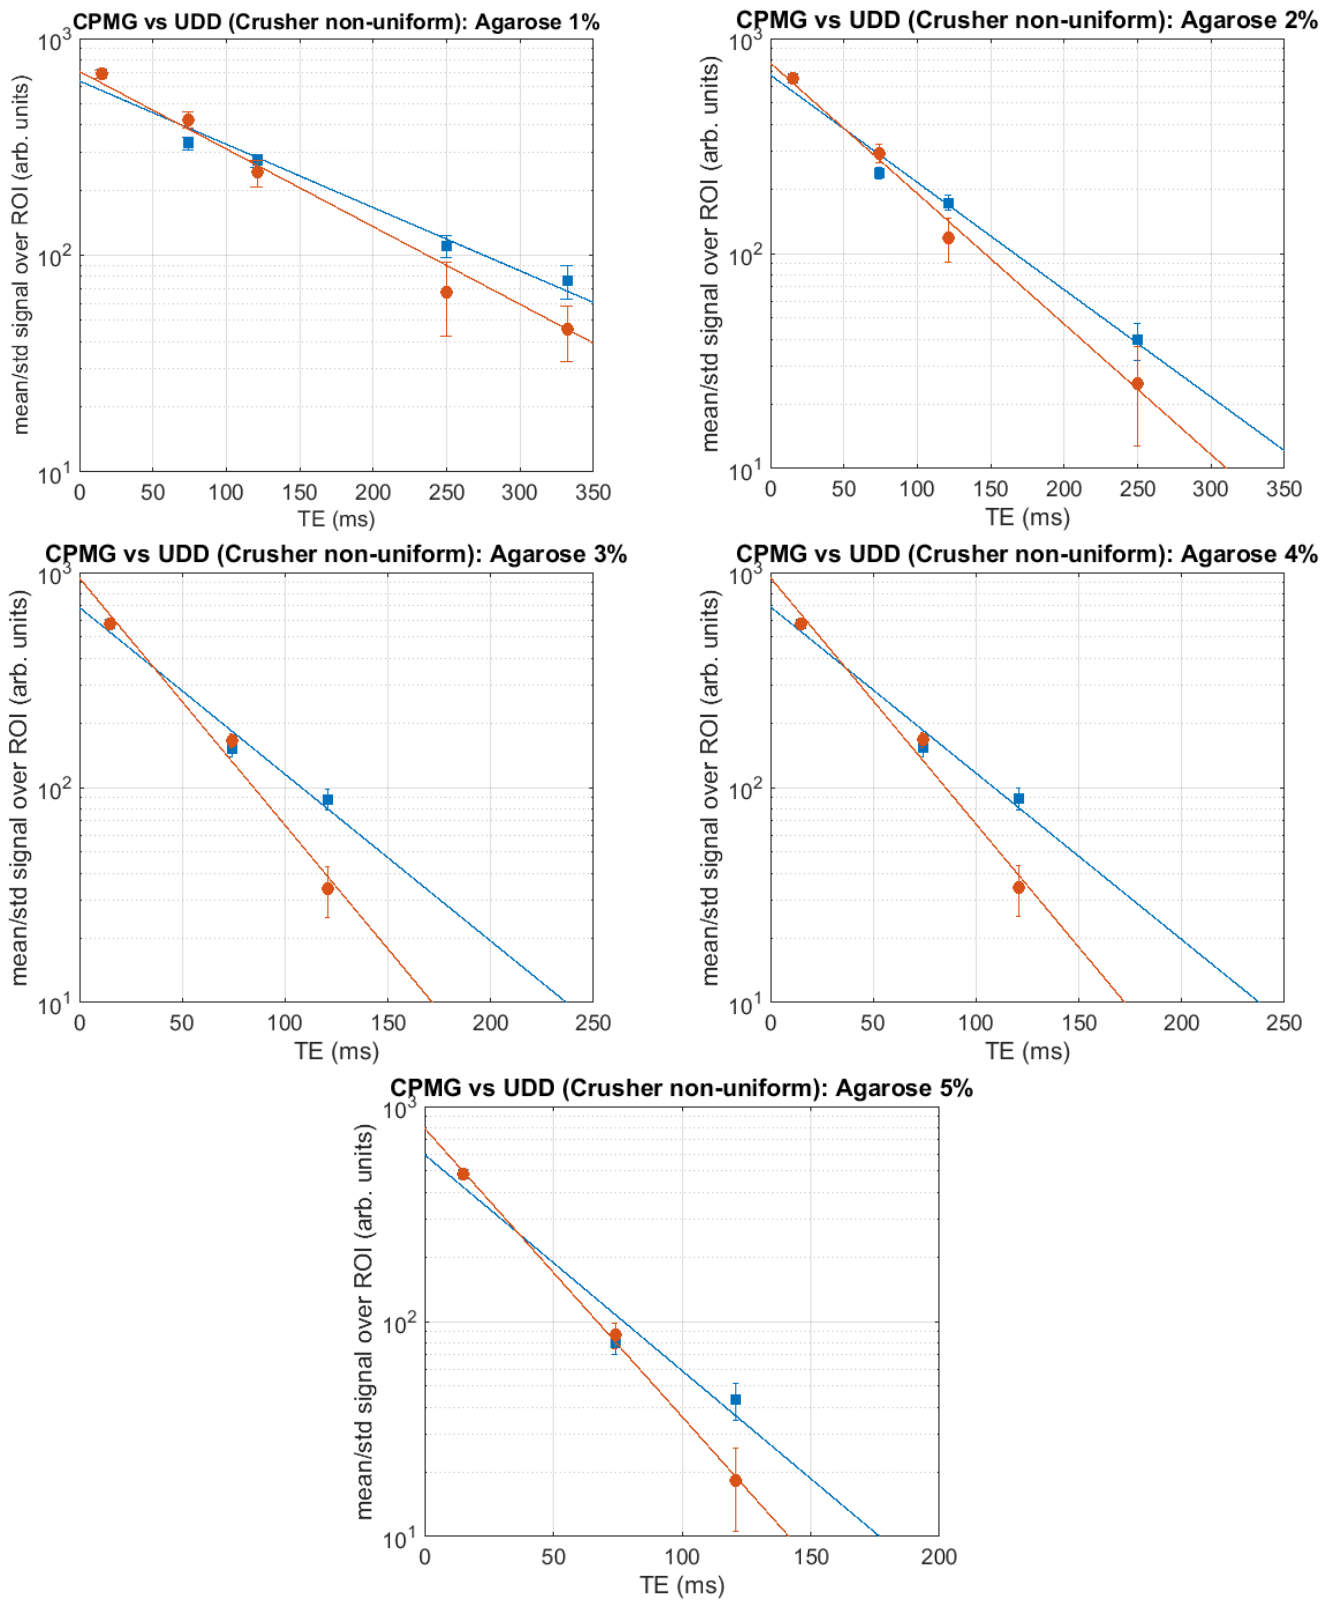 CPMG vs UDD (Crusher non-uniform): Agarose 1%
10^3
10^2
10^1
mean/std signal over ROI (arb. units)
0 50 100 150 200 250 300 350
TE (ms)
CPMG vs UDD (Crusher non-uniform): Agarose 2%
10^3
10^2
10^1
mean/std signal over ROI (arb. units)
0 50 100 150 200 250 300 350
TE (ms)
CPMG vs UDD (Crusher non-uniform): Agarose 3%
10^3
10^2
10^1
mean/std signal over ROI (arb. units)
0 50 100 150 200 250
TE (ms)
CPMG vs UDD (Crusher non-uniform): Agarose 4%
10^3
10^2
10^1
mean/std signal over ROI (arb. units)
0 50 100 150 200 250
TE (ms)
CPMG vs UDD (Crusher non-uniform): Agarose 5%
10^3
10^2
10^1
mean/std signal over ROI (arb. units)
0 50 100 150 200
TE (ms)